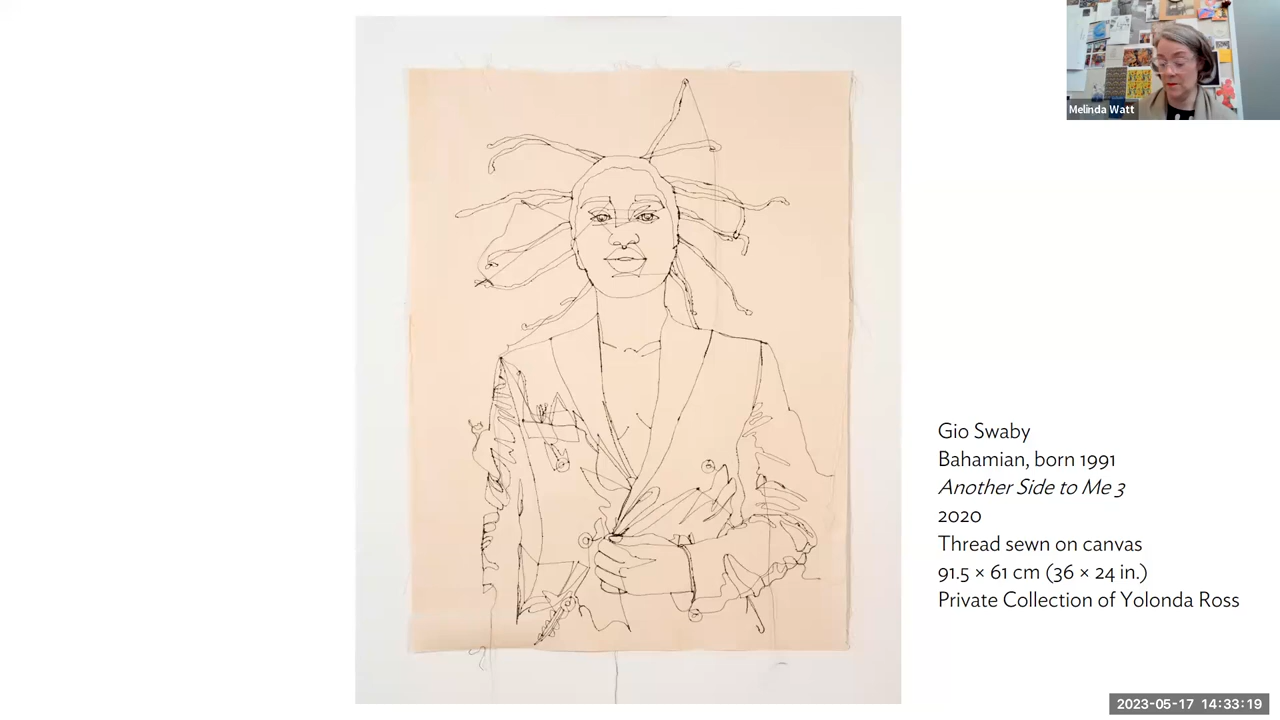 Melinda Watt
Gio Swaby
Bahamian, born 1991
Another Side to Me 3
2020
Thread sewn on canvas
91.5 × 61 cm (36 × 24 in.)
Private Collection of Yolonda Ross
2023-05-17 14:33:19